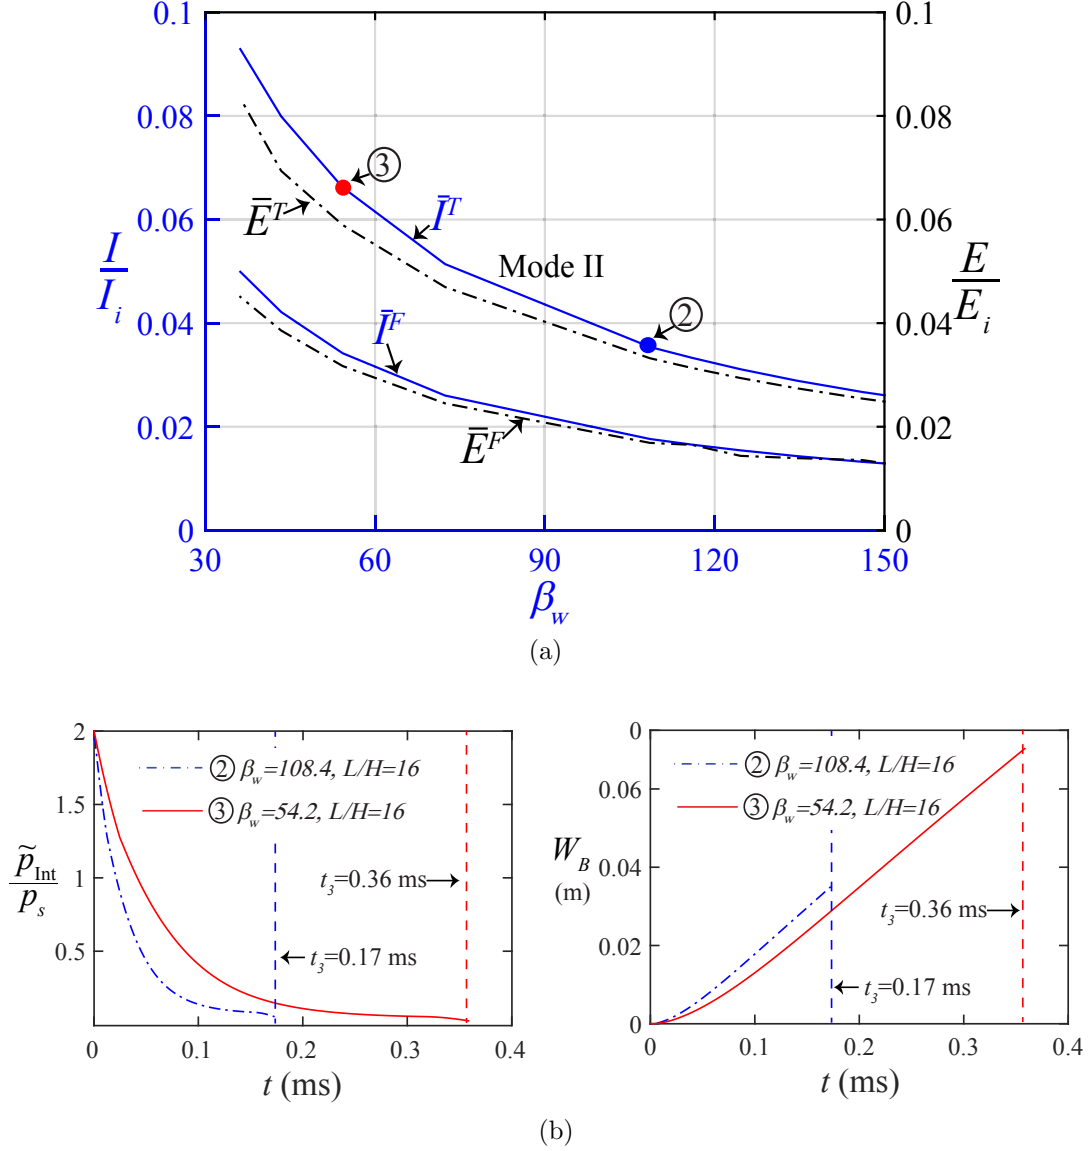 0.1 0.1
0.08 0.08
③
Ē^T Ī^T
0.06 0.06
I/I_i Mode II E/E_i
②
0.04 Ī^F 0.04
0.02 Ē^F 0.02
0 0
30 60 90 120 150
β_w
(a)
2 0
② β_w=108.4, L/H=16 ② β_w=108.4, L/H=16
1.5 ③ β_w=54.2, L/H=16 0.06 ③ β_w=54.2, L/H=16
p̃_Int/p_s 1 t_3=0.36 ms W_B (m) 0.04 t_3=0.36 ms
0.5 t_3=0.17 ms 0.02 t_3=0.17 ms
0
0 0.1 0.2 0.3 0.4 0 0.1 0.2 0.3 0.4
t (ms) t (ms)
(b)